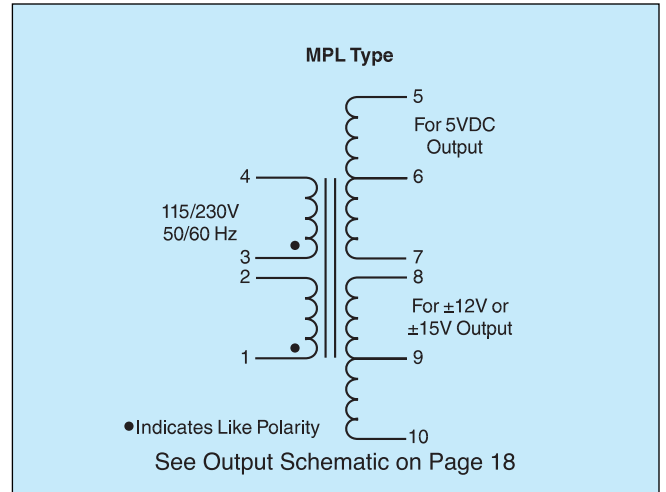 MPL Type
5
For 5VDC
Output
4
6
115/230V
50/60 Hz
3
7
2
8
For ±12V or
±15V Output
1
9
●Indicates Like Polarity
10
See Output Schematic on Page 18